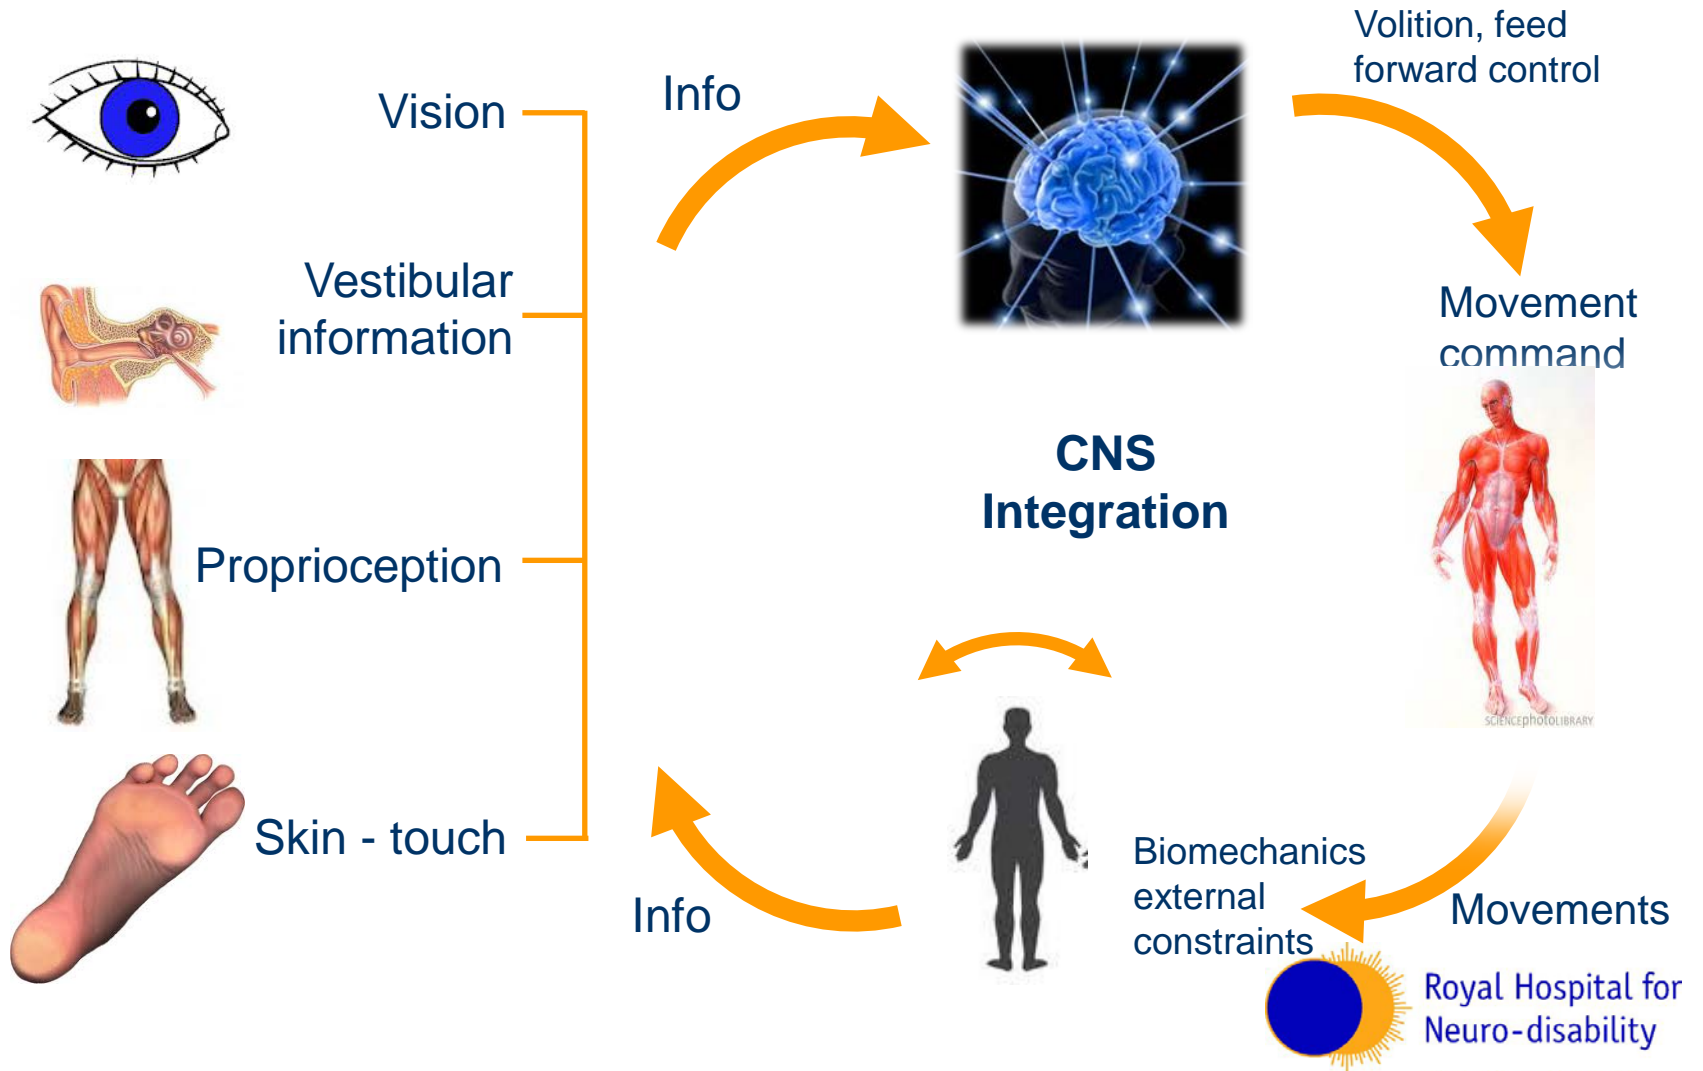 Vision
Vestibular
information
Proprioception
Skin - touch
Info
Volition, feed
forward control
Movement
command
CNS
Integration
SCIENCEphotoLIBRARY
Movements
Biomechanics
external
constraints
Info
Royal Hospital for
Neuro-disability